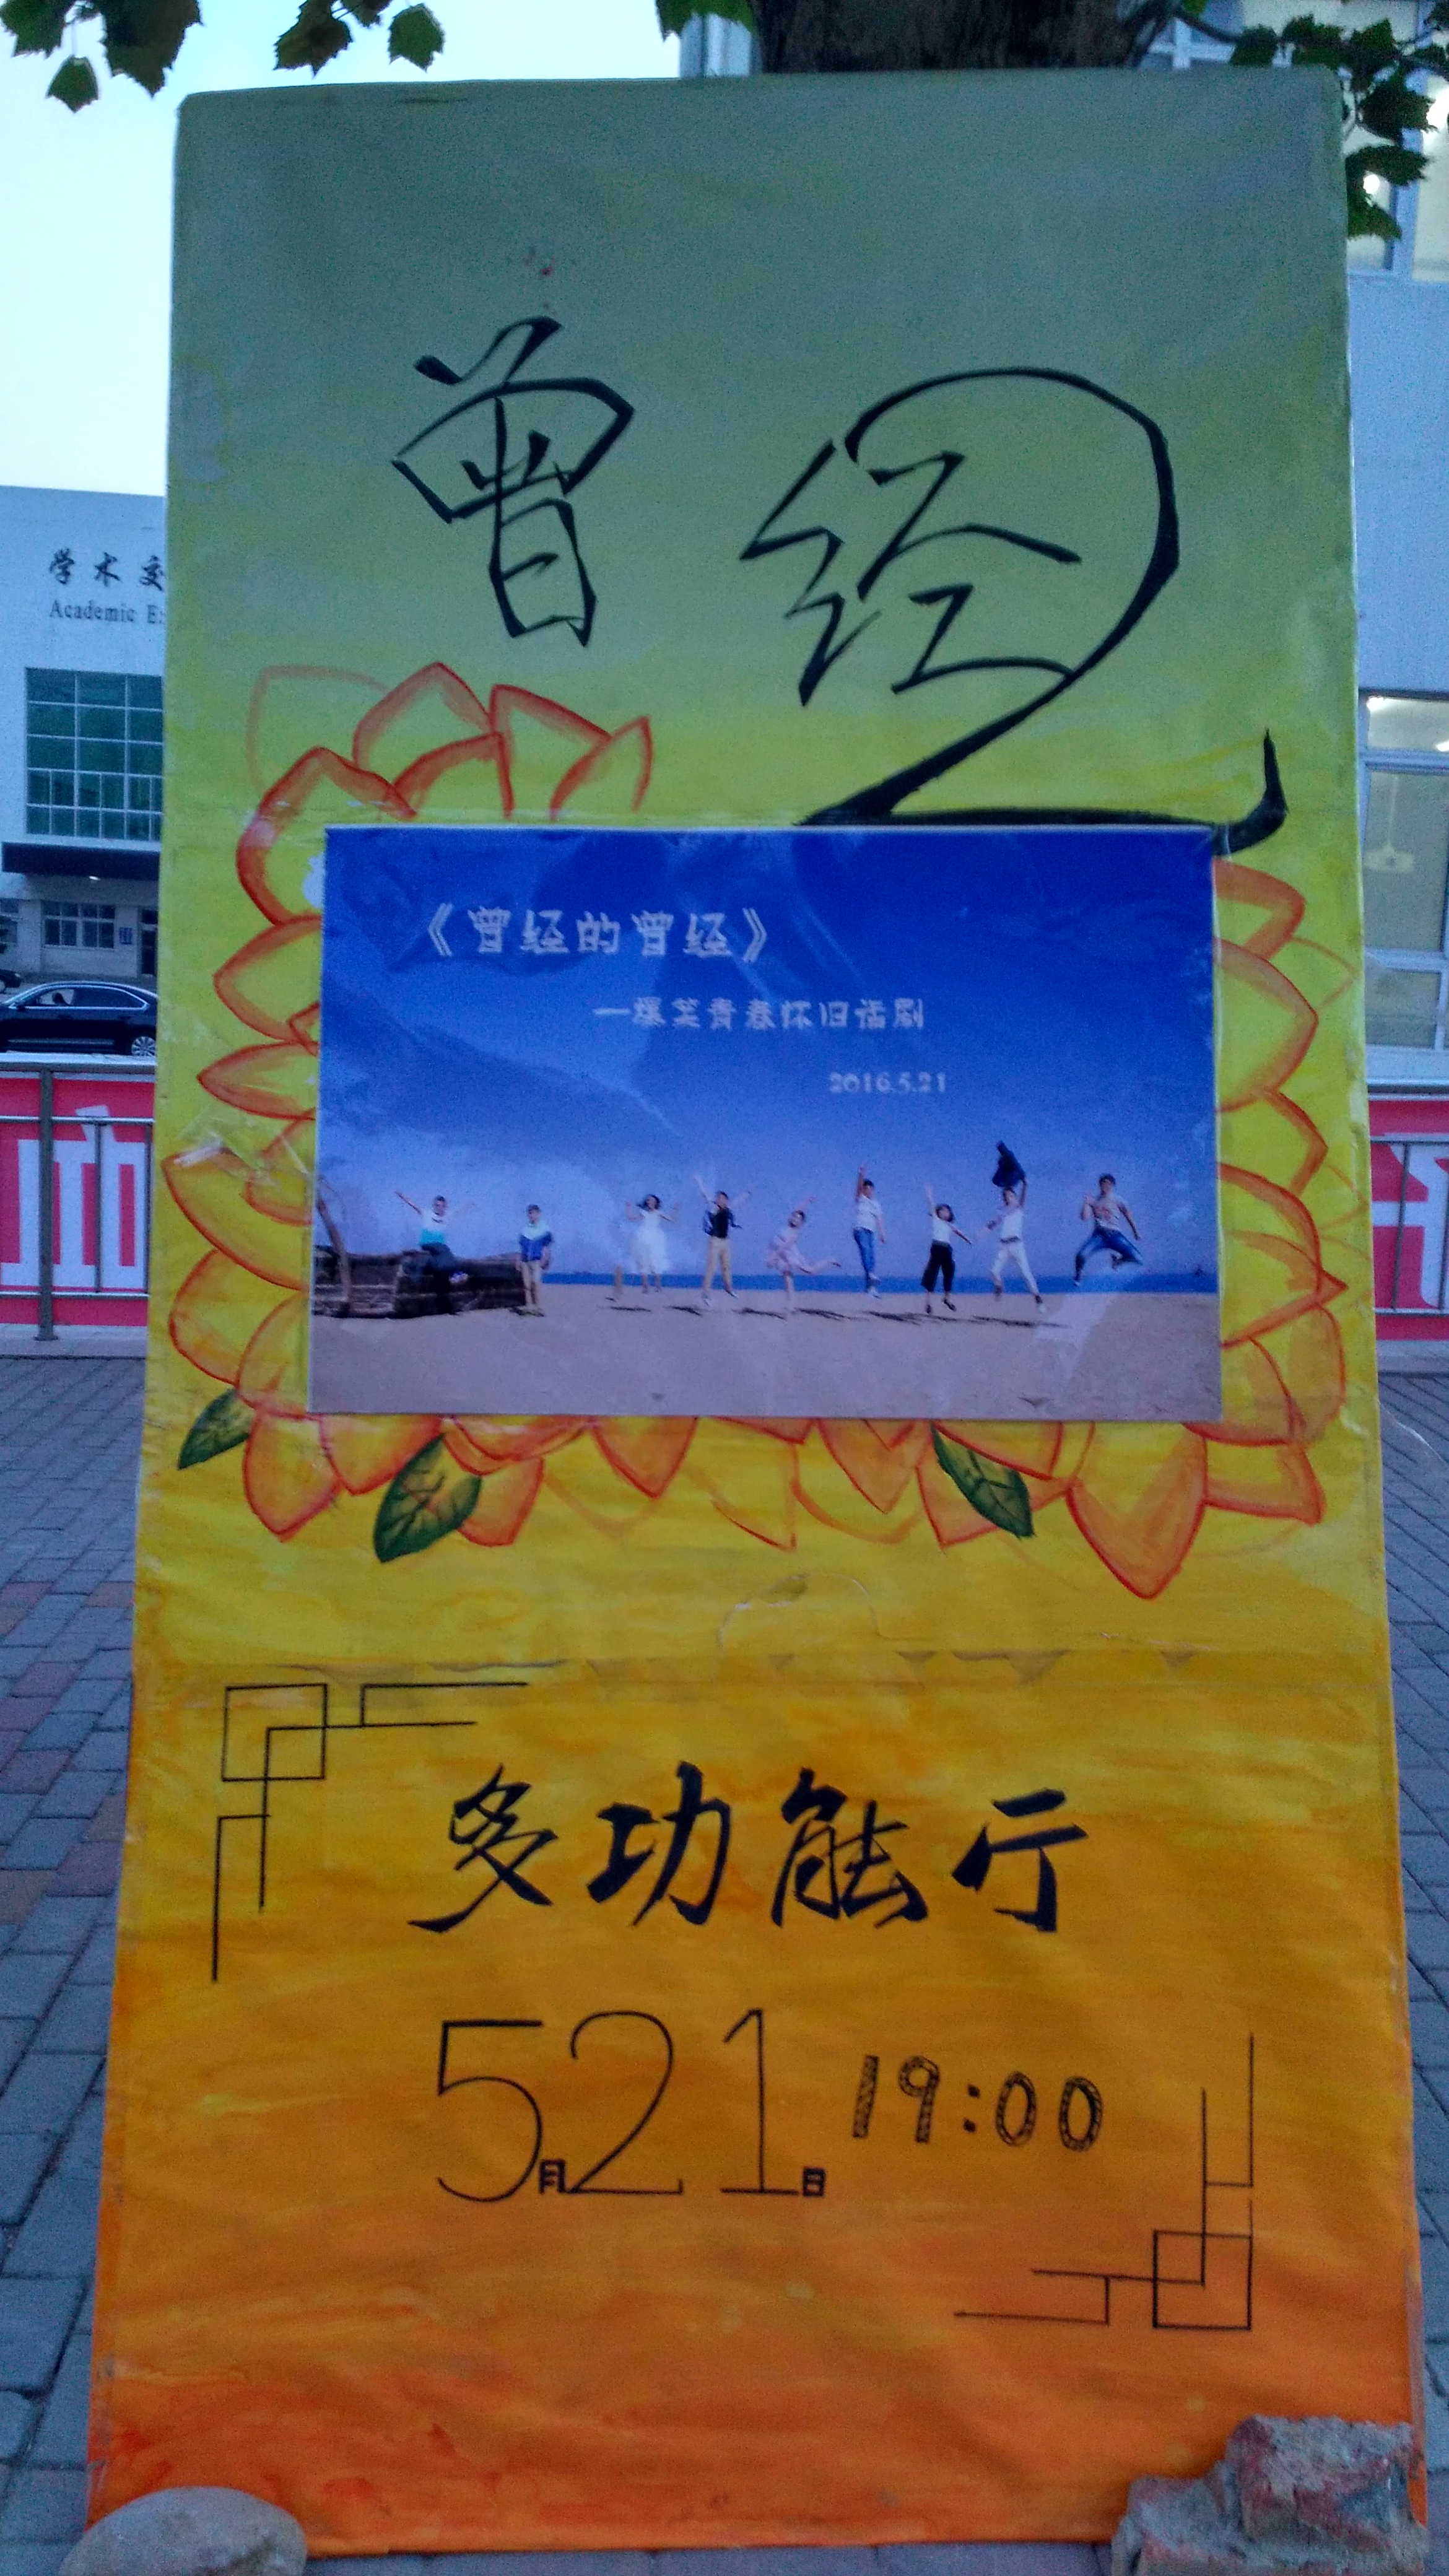 曾经
学术交
Academic E
《曾经的曾经》
—爆笑青春怀旧话剧
2016.5.21
多功能厅
5月21日 19:00